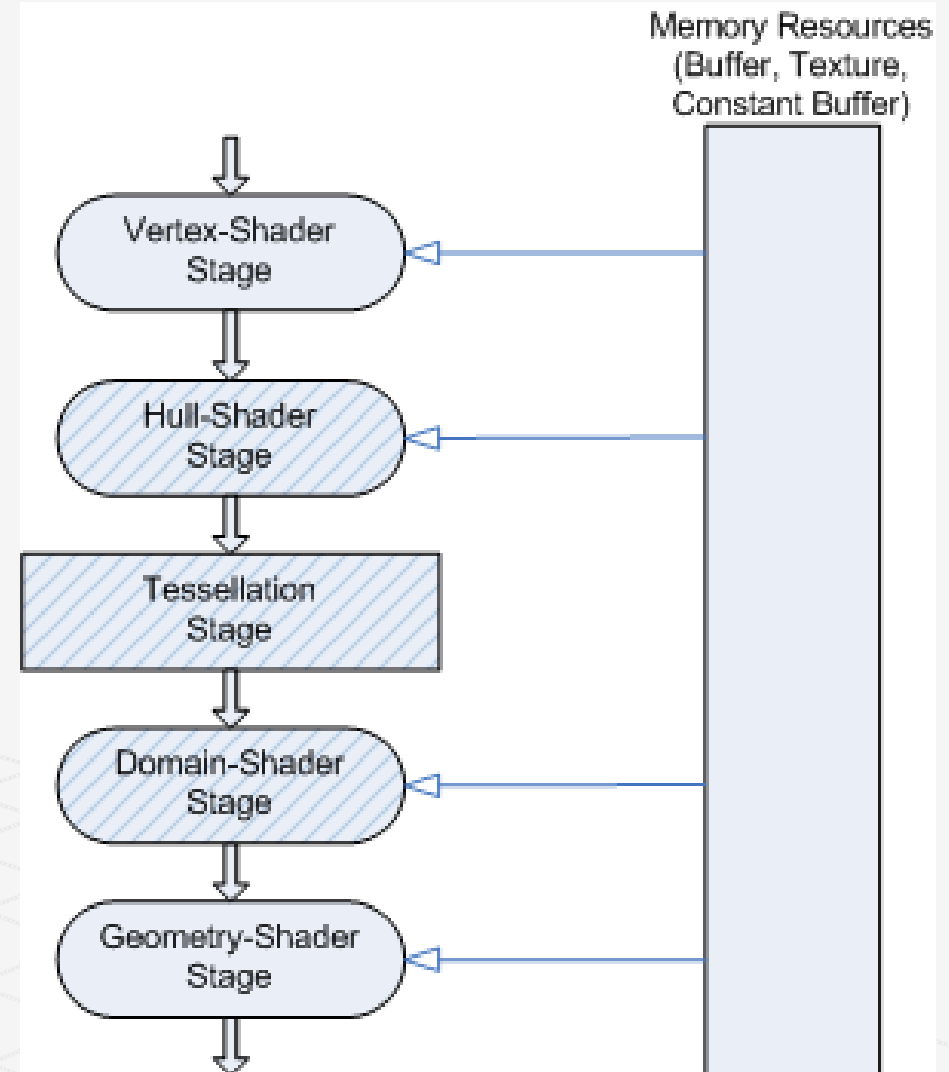 Memory Resources
(Buffer, Texture,
Constant Buffer)
Vertex-Shader
Stage
Hull-Shader
Stage
Tessellation
Stage
Domain-Shader
Stage
Geometry-Shader
Stage